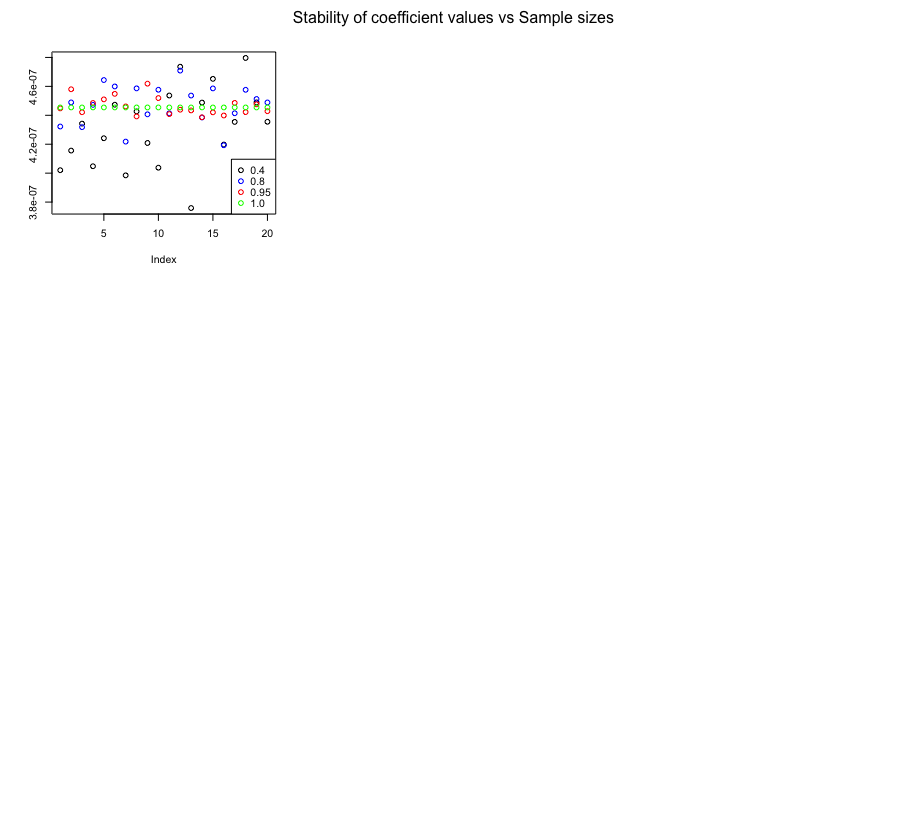 Stability of coefficient values vs Sample sizes
4.6e-07
4.2e-07
3.8e-07
0.4
0.8
0.95
1.0
5 10 15 20
Index